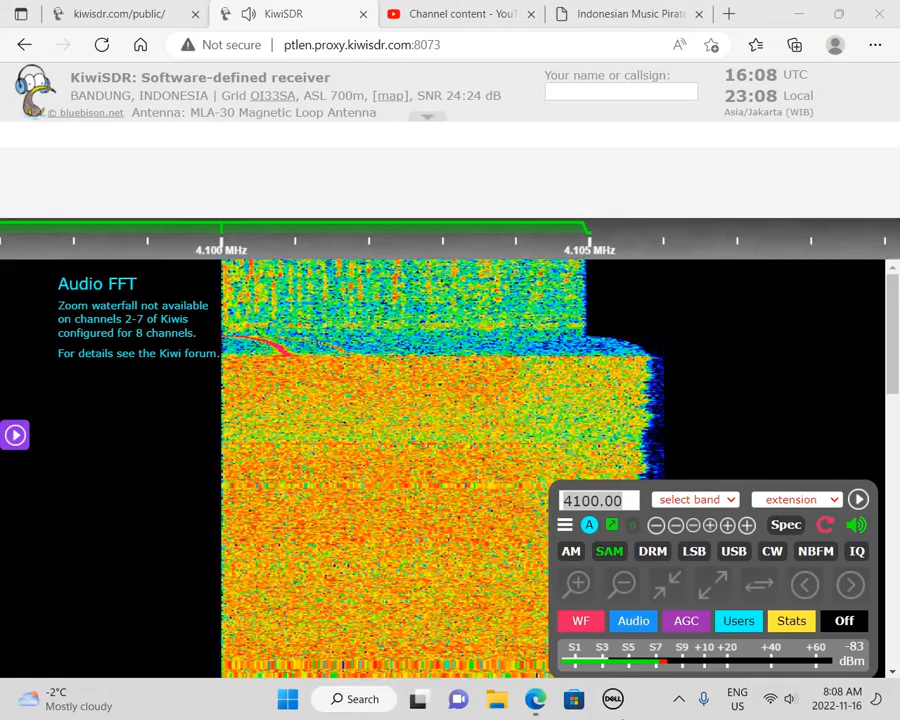 kiwisdr.com/public/
KiwiSDR
Channel content - YouT
Indonesian Music Pirate
Not secure
ptlen.proxy.kiwisdr.com:8073
KiwiSDR: Software-defined receiver
BANDUNG, INDONESIA | Grid OI33SA, ASL 700m, [map], SNR 24:24 dB
© bluebison.net
Antenna: MLA-30 Magnetic Loop Antenna
Your name or callsign:
16:08 UTC
23:08 Local
Asia/Jakarta (WIB)
4.100 MHz
4.105 MHz
Audio FFT
Zoom waterfall not available
on channels 2-7 of Kiwis
configured for 8 channels.
For details see the Kiwi forum.
4100.00
select band
extension
A
g
Spec
AM
SAM
DRM
LSB
USB
CW
NBFM
IQ
WF
Audio
AGC
Users
Stats
Off
S1 S3 S5 S7 S9 +10 +20 +40 +60
-83
dBm
-2°C
Mostly cloudy
Search
DELL
ENG
US
8:08 AM
2022-11-16